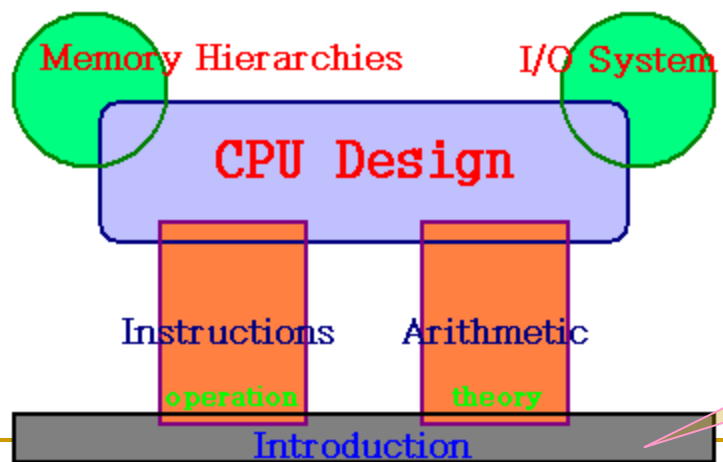 Memory Hierarchies
I/O System
CPU Design
Instructions
Arithmetic
operation
theory
Introduction